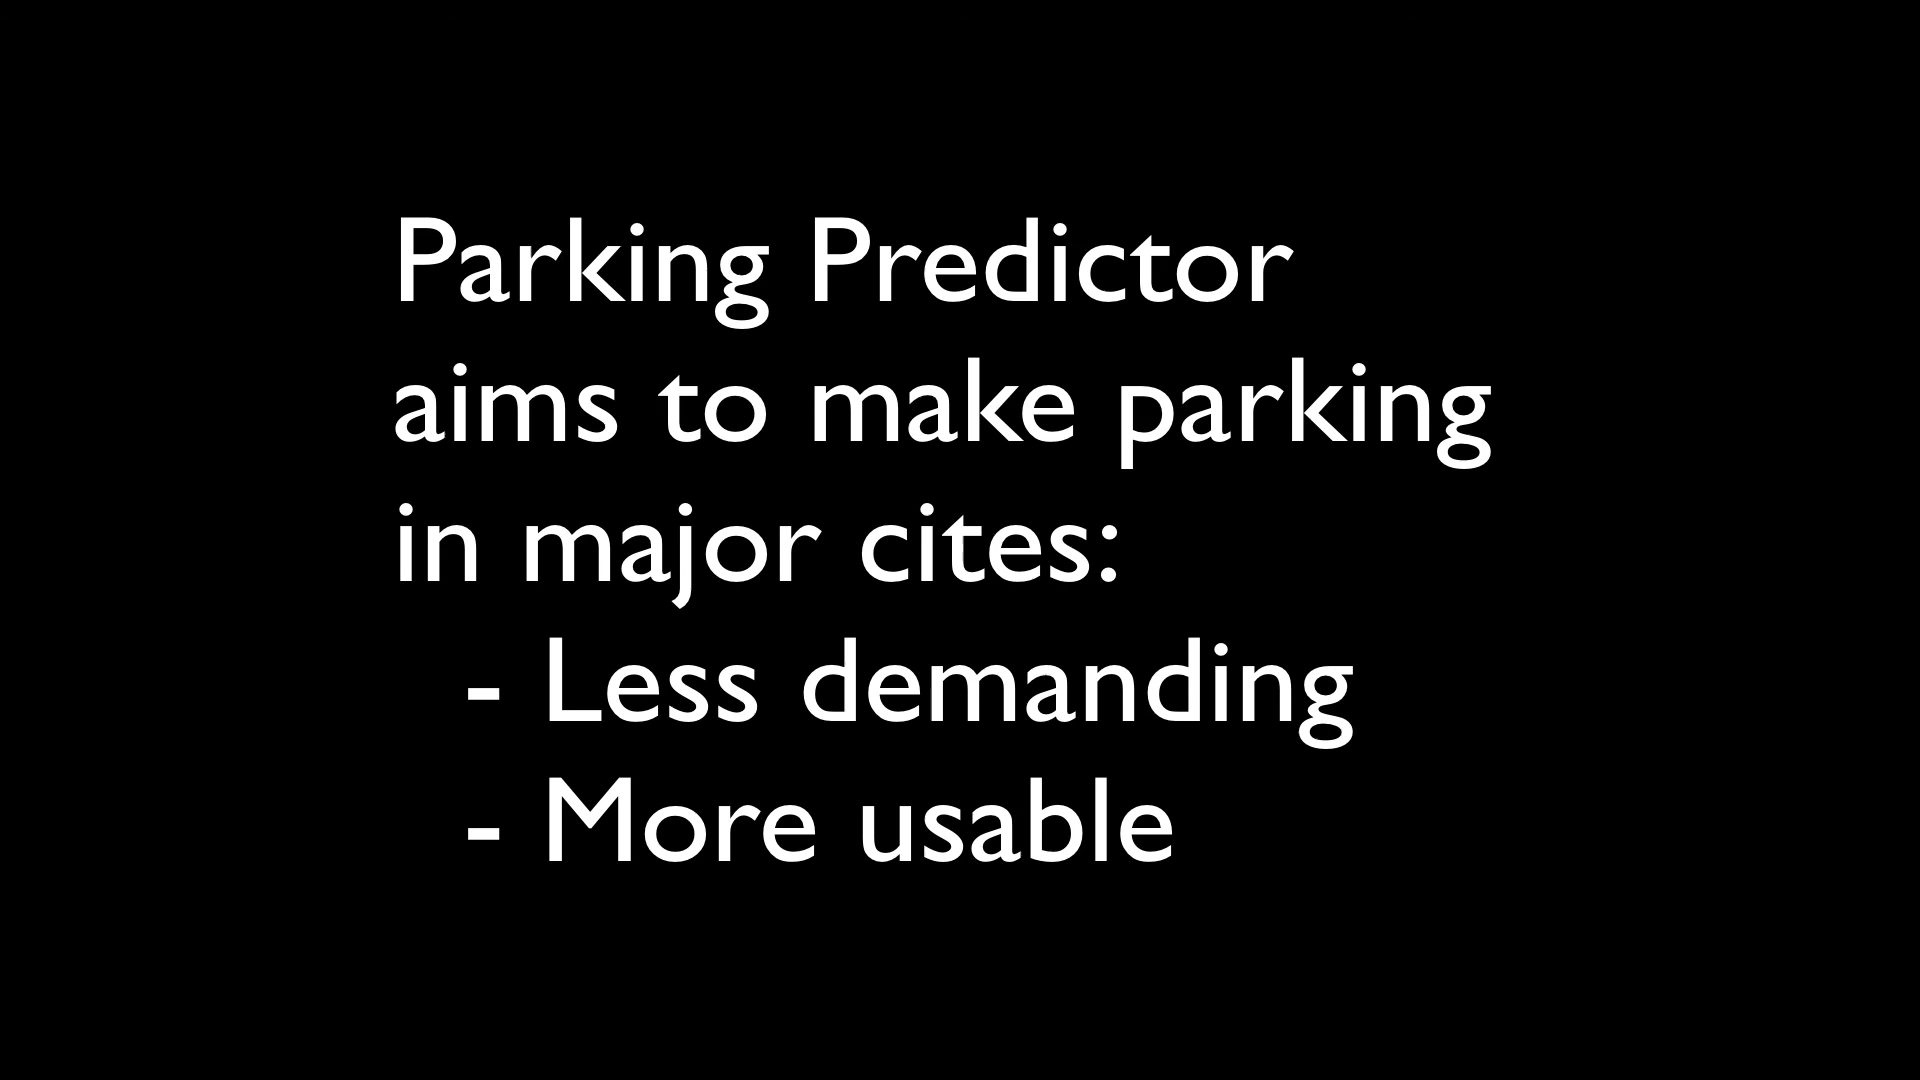 Parking Predictor
aims to make parking
in major cites:
- Less demanding
- More usable